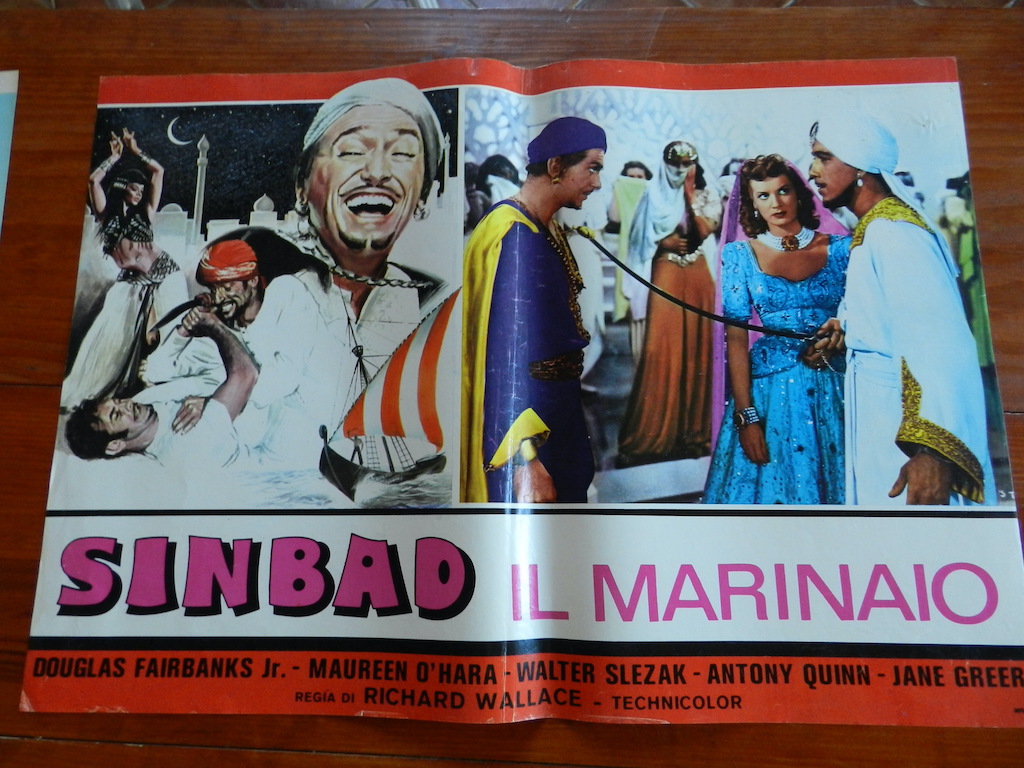 SINBAD IL MARINAIO
DOUGLAS FAIRBANKS Jr. - MAUREEN O'HARA - WALTER SLEZAK - ANTONY QUINN - JANE GREER
REGIA DI RICHARD WALLACE - TECHNICOLOR